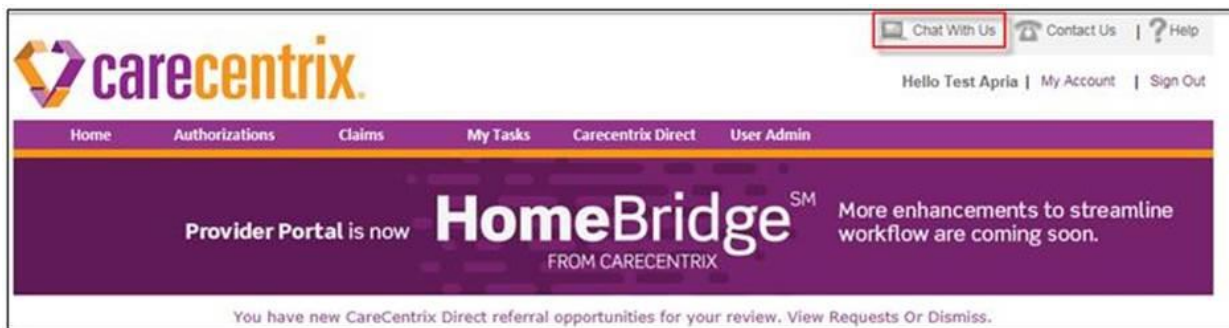 Chat With Us Contact Us | ? Help
carecentrix.
Hello Test Apria | My Account | Sign Out
Home Authorizations Claims My Tasks Carecentrix Direct User Admin
Provider Portal is now HomeBridge SM More enhancements to streamline
FROM CARECENTRIX workflow are coming soon.
You have new CareCentrix Direct referral opportunities for your review. View Requests Or Dismiss.